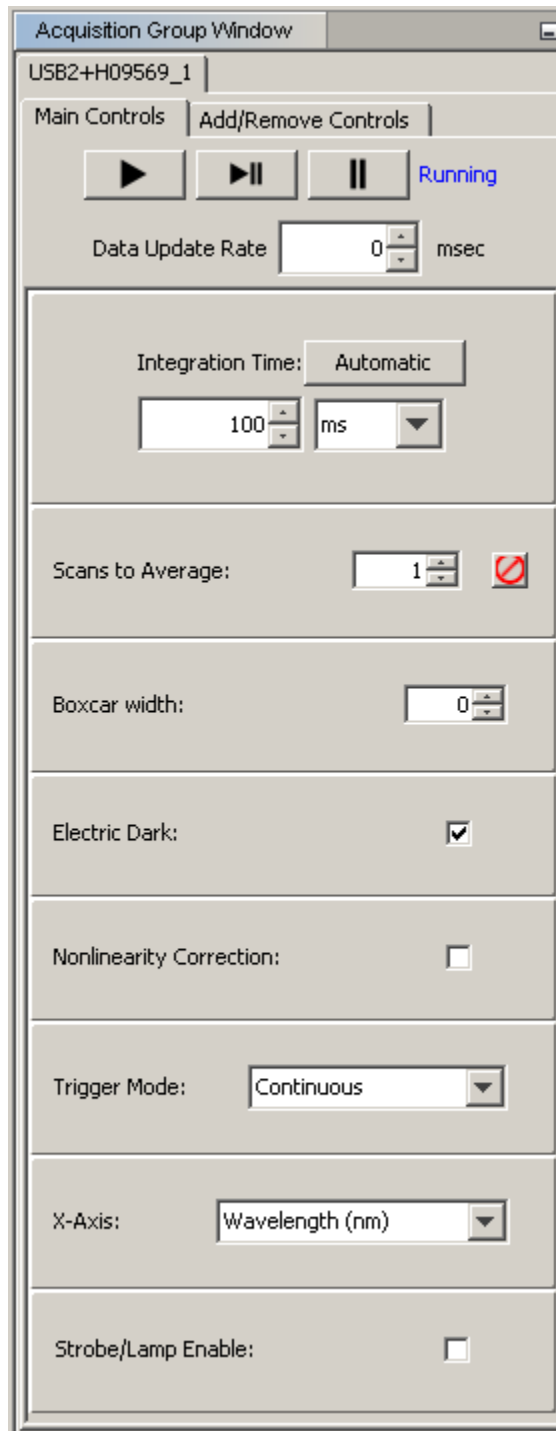 Acquisition Group Window
USB2+H09569_1
Main Controls Add/Remove Controls
Running
Data Update Rate 0 msec
Integration Time: Automatic
100 ms
Scans to Average: 1
Boxcar width: 0
Electric Dark:
Nonlinearity Correction:
Trigger Mode: Continuous
X-Axis: Wavelength (nm)
Strobe/Lamp Enable: